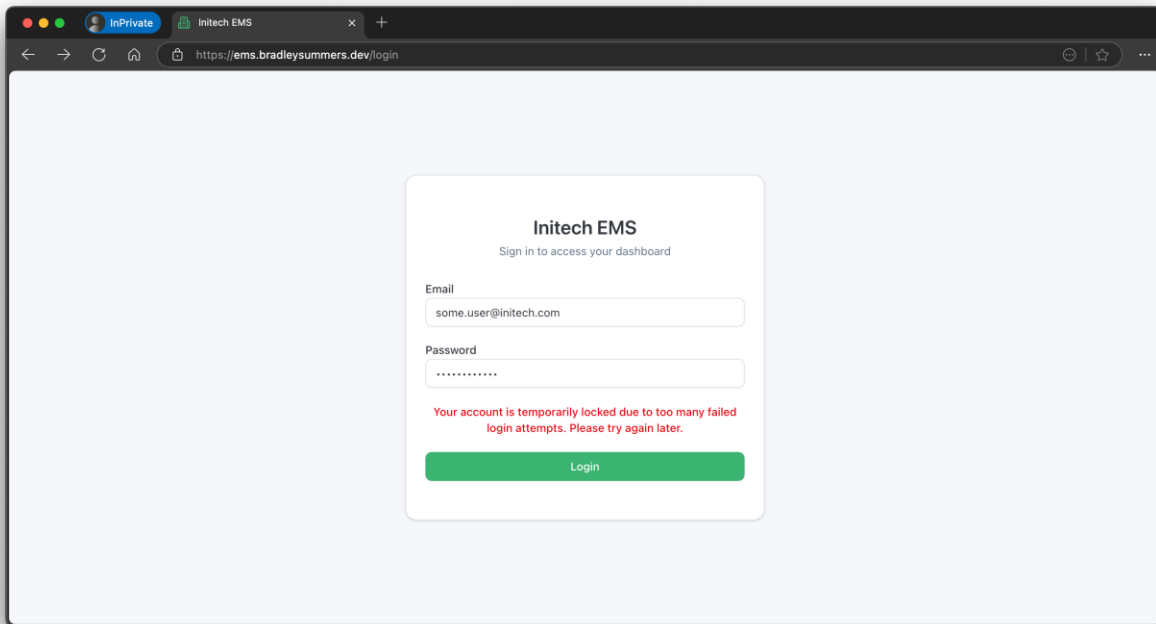 InPrivate
Initech EMS
https://ems.bradleysummers.dev/login
Initech EMS
Sign in to access your dashboard
Email
some.user@initech.com
Password
••••••••••••
Your account is temporarily locked due to too many failed
login attempts. Please try again later.
Login